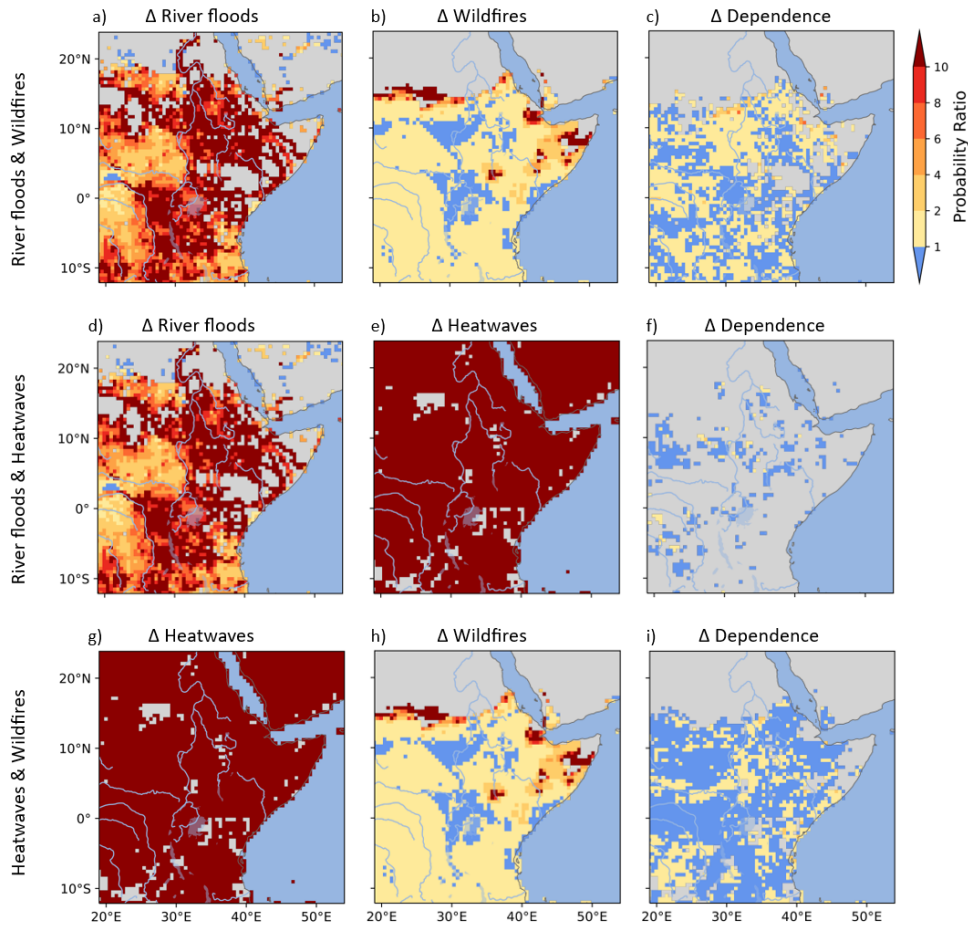 a) Δ River floods
b) Δ Wildfires
c) Δ Dependence
River floods & Wildfires
20°N
10°N
0°
10°S
10
8
6
4
2
1
Probability Ratio
d) Δ River floods
e) Δ Heatwaves
f) Δ Dependence
River floods & Heatwaves
20°N
10°N
0°
10°S
g) Δ Heatwaves
h) Δ Wildfires
i) Δ Dependence
Heatwaves & Wildfires
20°N
10°N
0°
10°S
20°E 30°E 40°E 50°E
20°E 30°E 40°E 50°E
20°E 30°E 40°E 50°E